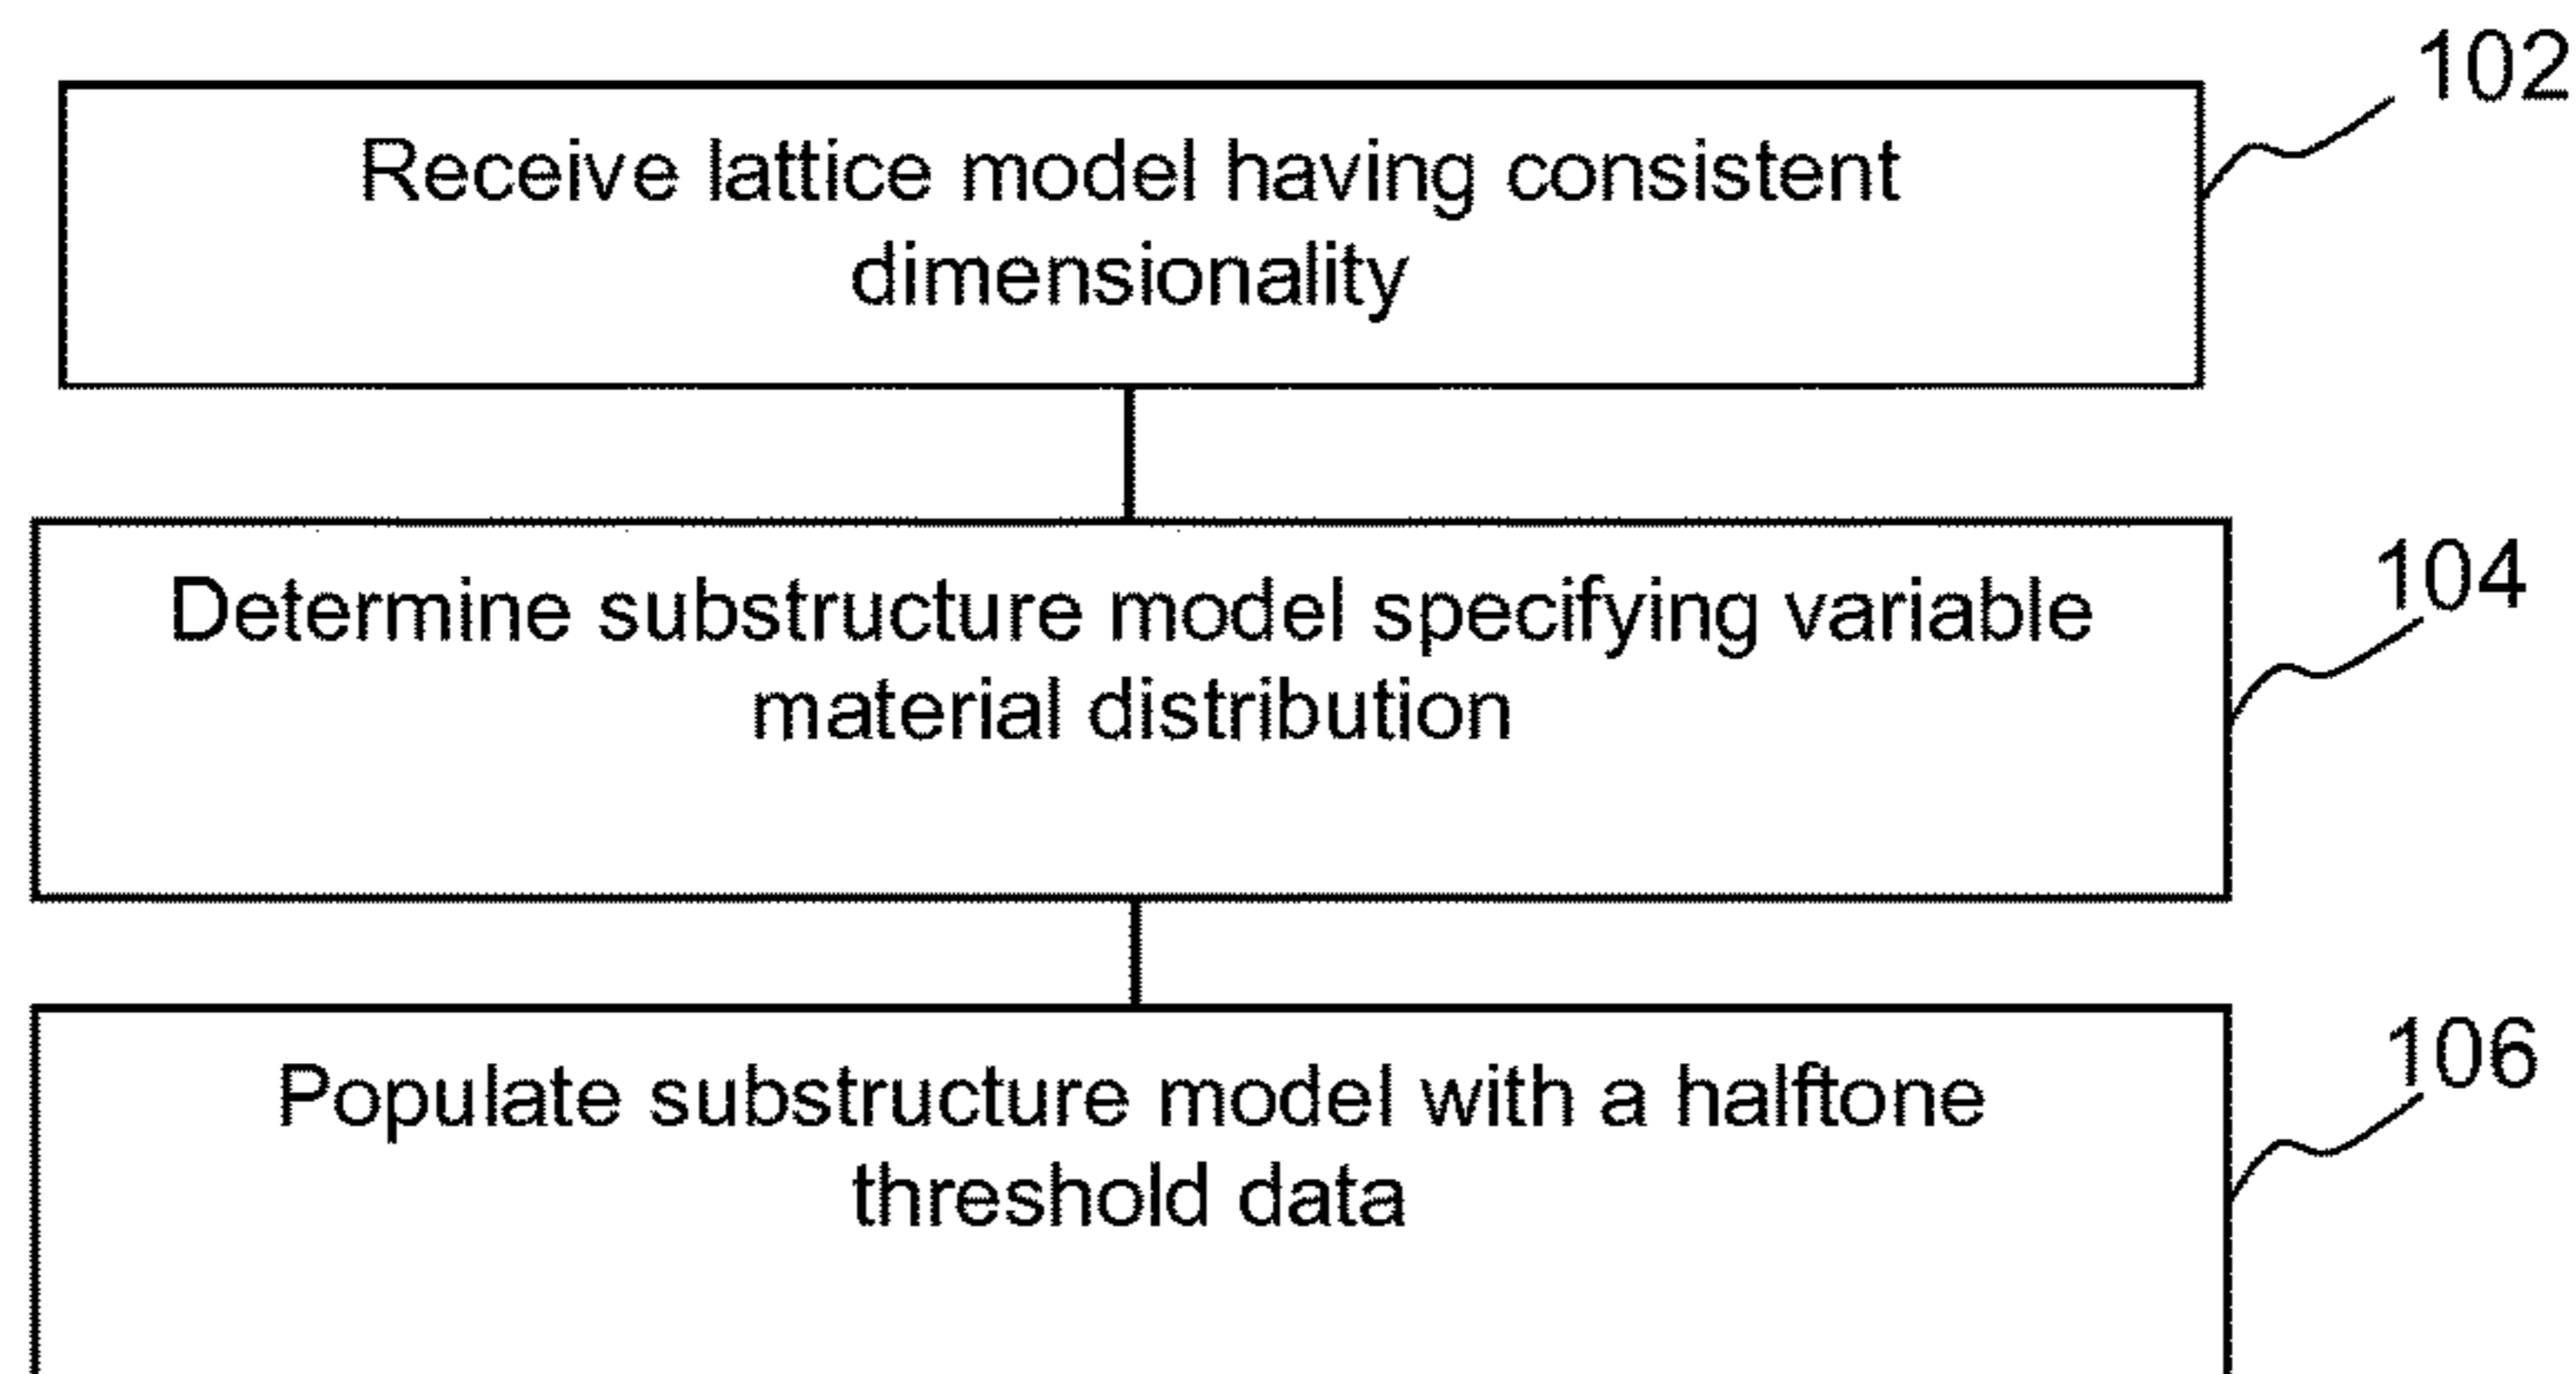 102
Receive lattice model having consistent
dimensionality
104
Determine substructure model specifying variable
material distribution
106
Populate substructure model with a halftone
threshold data